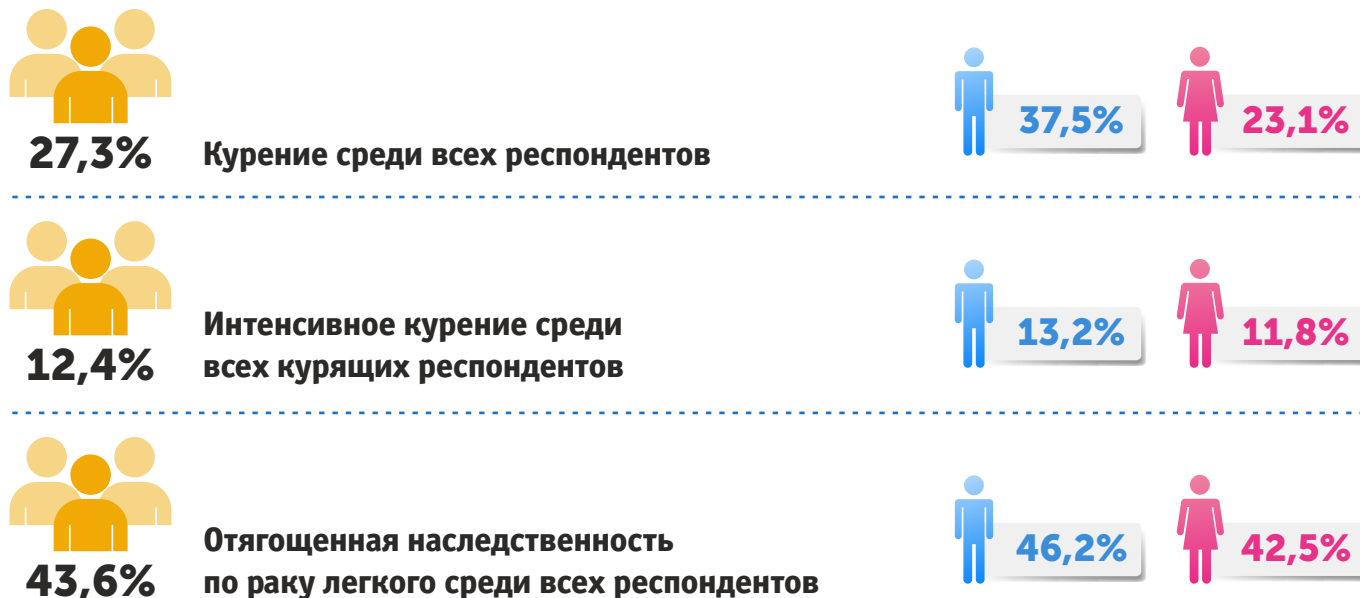 27,3%
Курение среди всех респондентов
37,5%
23,1%
12,4%
Интенсивное курение среди
всех курящих респондентов
13,2%
11,8%
43,6%
Отягощенная наследственность
по раку легкого среди всех респондентов
46,2%
42,5%